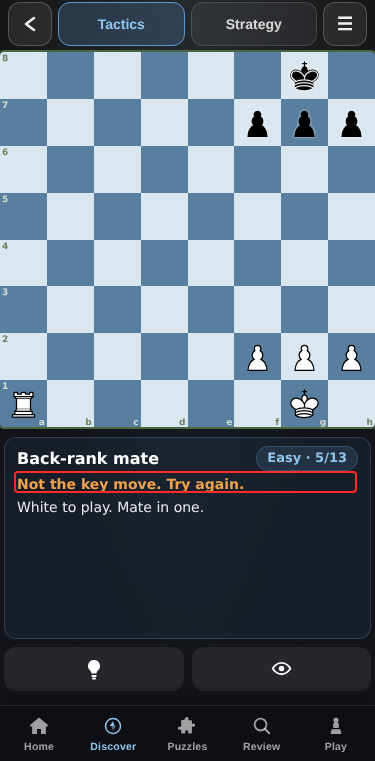 Tactics
Strategy
8
7
6
5
4
3
2
1
a b c d e f g h
Back-rank mate
Easy · 5/13
Not the key move. Try again.
White to play. Mate in one.
Home Discover Puzzles Review Play